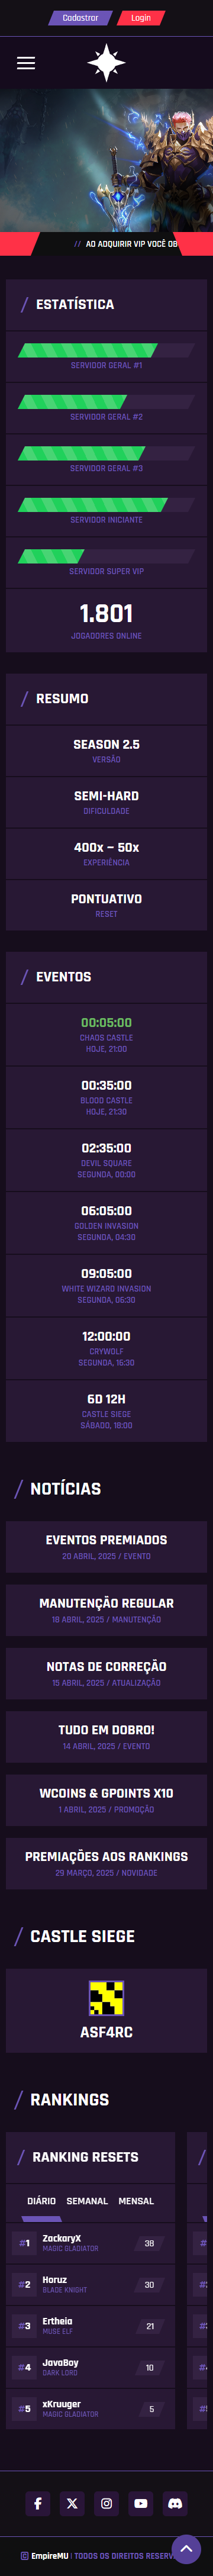 Cadastrar
Login
// AO ADQUIRIR VIP VOCÊ OB
/ ESTATÍSTICA
SERVIDOR GERAL #1
SERVIDOR GERAL #2
SERVIDOR GERAL #3
SERVIDOR INICIANTE
SERVIDOR SUPER VIP
1.801
JOGADORES ONLINE
/ RESUMO
SEASON 2.5
VERSÃO
SEMI-HARD
DIFICULDADE
400x – 50x
EXPERIÊNCIA
PONTUATIVO
RESET
/ EVENTOS
00:05:00
CHAOS CASTLE
HOJE, 21:00
00:35:00
BLOOD CASTLE
HOJE, 21:30
02:35:00
DEVIL SQUARE
SEGUNDA, 00:00
06:05:00
GOLDEN INVASION
SEGUNDA, 04:30
09:05:00
WHITE WIZARD INVASION
SEGUNDA, 06:30
12:00:00
CRYWOLF
SEGUNDA, 16:30
6D 12H
CASTLE SIEGE
SÁBADO, 18:00
/ NOTÍCIAS
EVENTOS PREMIADOS
20 ABRIL, 2025 / EVENTO
MANUTENÇÃO REGULAR
18 ABRIL, 2025 / MANUTENÇÃO
NOTAS DE CORREÇÃO
15 ABRIL, 2025 / ATUALIZAÇÃO
TUDO EM DOBRO!
14 ABRIL, 2025 / EVENTO
WCOINS & GPOINTS X10
1 ABRIL, 2025 / PROMOÇÃO
PREMIAÇÕES AOS RANKINGS
29 MARÇO, 2025 / NOVIDADE
/ CASTLE SIEGE
ASF4RC
/ RANKINGS
/ RANKING RESETS
DIÁRIO SEMANAL MENSAL
#1 ZackaryX 38
MAGIC GLADIATOR
#2 Horuz 30
BLADE KNIGHT
#3 Ertheia 21
MUSE ELF
#4 JavaBoy 10
DARK LORD
#5 xKruuger 5
MAGIC GLADIATOR
© EmpireMU | TODOS OS DIREITOS RESERV